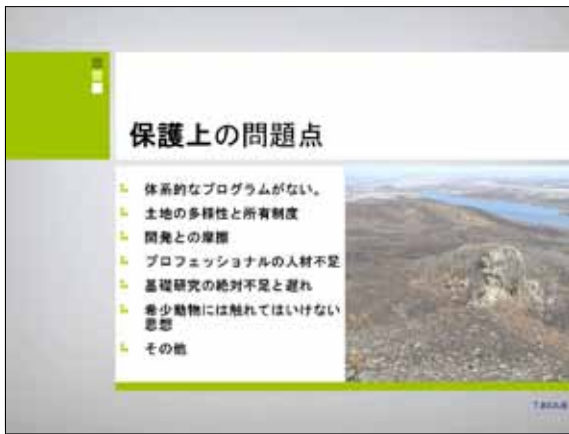 保護上の問題点
体系的なプログラムがない。
土地の多様性と所有制度
開発との摩擦
プロフェッショナルの人材不足
基礎研究の絶対不足と遅れ
希少動物には触れてはいけない
思想
その他